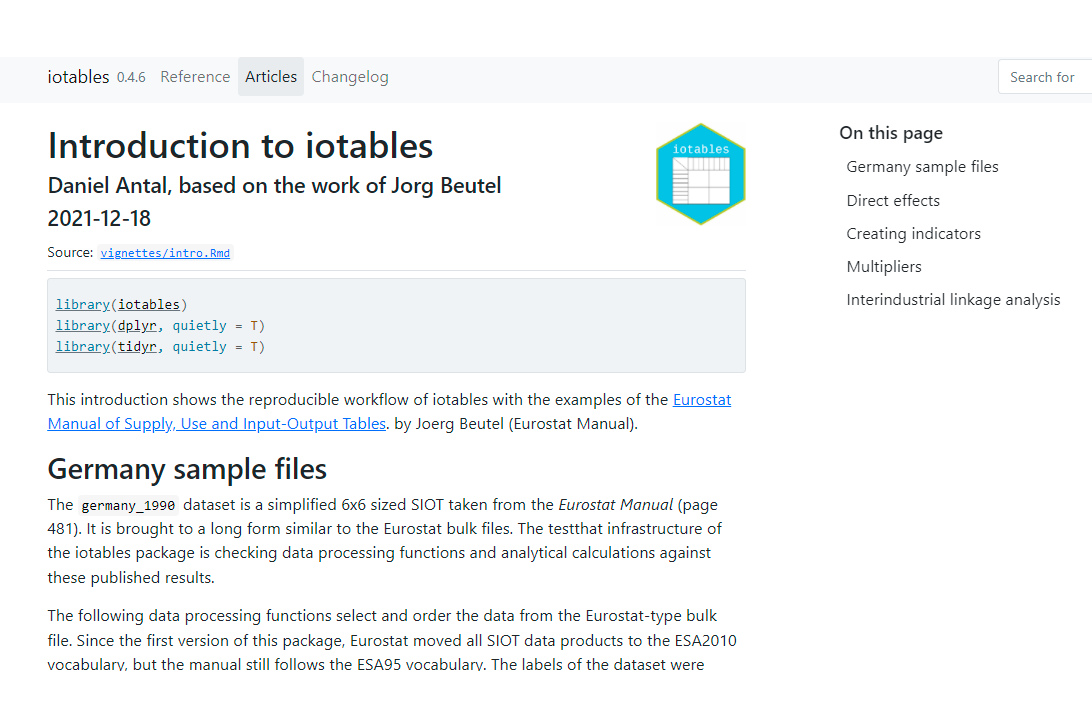 iotables 0.4.6 Reference Articles Changelog Search for
Introduction to iotables
iotables
Daniel Antal, based on the work of Jorg Beutel
2021-12-18
Source: vignettes/intro.Rmd
library(iotables)
library(dplyr, quietly = T)
library(tidyr, quietly = T)
This introduction shows the reproducible workflow of iotables with the examples of the Eurostat
Manual of Supply, Use and Input-Output Tables. by Joerg Beutel (Eurostat Manual).
Germany sample files
The germany_1990 dataset is a simplified 6x6 sized SIOT taken from the Eurostat Manual (page
481). It is brought to a long form similar to the Eurostat bulk files. The testthat infrastructure of
the iotables package is checking data processing functions and analytical calculations against
these published results.
The following data processing functions select and order the data from the Eurostat-type bulk
file. Since the first version of this package, Eurostat moved all SIOT data products to the ESA2010
vocabulary, but the manual still follows the ESA95 vocabulary. The labels of the dataset were
On this page
Germany sample files
Direct effects
Creating indicators
Multipliers
Interindustrial linkage analysis